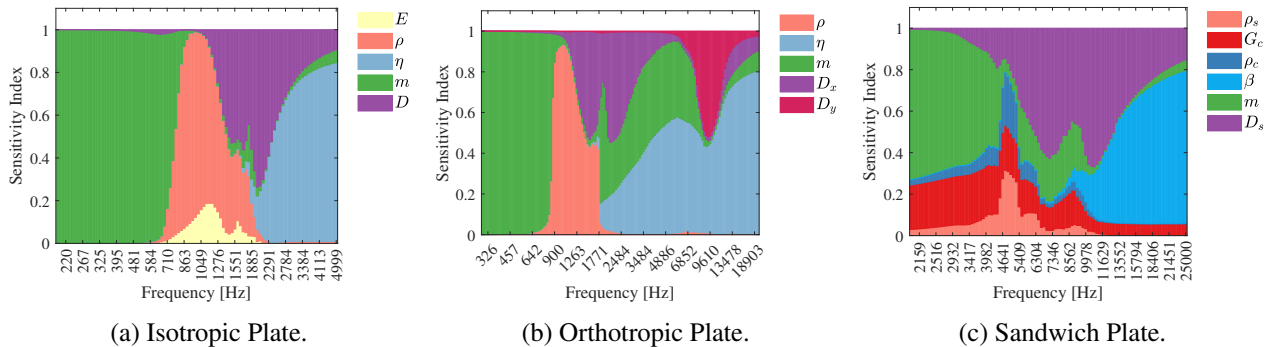 1
0.8
0.6
0.4
0.2
0
Sensitivity Index
220 267 325 395 481 584 710 863 1049 1276 1551 1885 2291 2784 3384 4113 4999
Frequency [Hz]
E
ρ
η
m
D
(a) Isotropic Plate.
1
0.8
0.6
0.4
0.2
0
Sensitivity Index
326 457 642 900 1263 1771 2484 3484 4886 6852 9610 13478 18903
Frequency [Hz]
ρ
η
m
D_x
D_y
(b) Orthotropic Plate.
1
0.8
0.6
0.4
0.2
0
Sensitivity Index
2159 2516 2932 3417 3982 4641 5409 6304 7346 8562 9978 11629 13552 15794 18406 21451 25000
Frequency [Hz]
ρ_s
G_c
ρ_c
β
m
D_s
(c) Sandwich Plate.